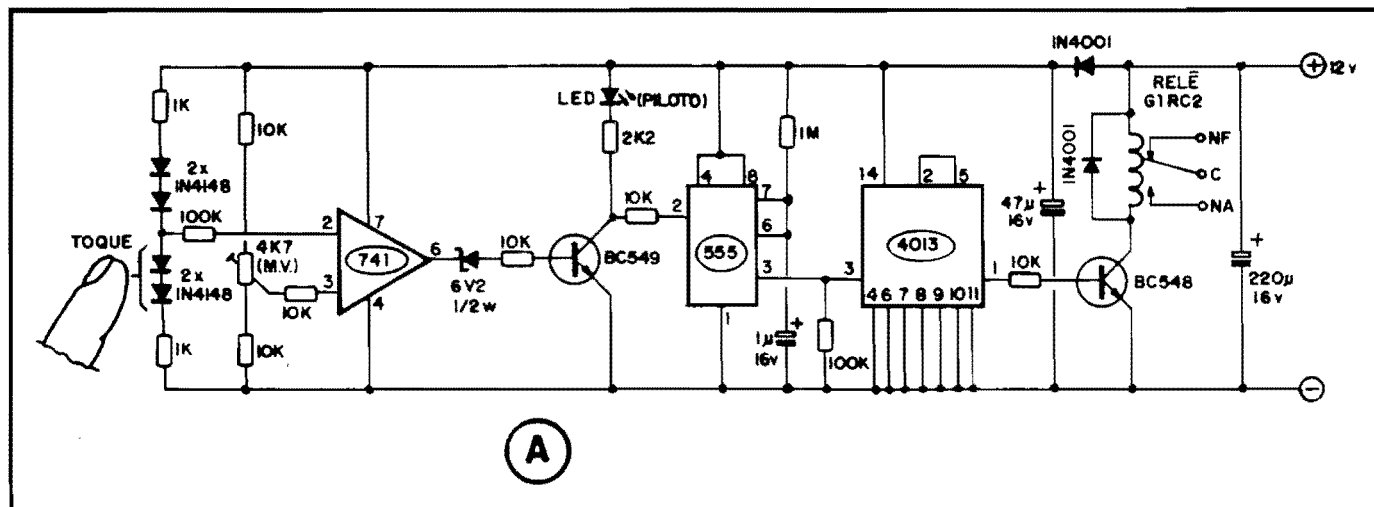 1N4001
+ 12v
RELÊ
G1RC2
1K
10K
LED (PILOTO)
2K2
1M
1N4001
NF
C
NA
2x
1N4148
100K
TOQUE
4K7
(M.V.)
2x
1N4148
10K
1K
10K
2
3
7
4
741
6
6V2
1/2w
10K
BC549
10K
2
4
8
7
6
3
1
555
1µ
16v
+
100K
14
2
5
4013
3
4 6 7 8 9 10 11
1
10K
47µ
16v
+
BC548
220µ
16v
+
−
A